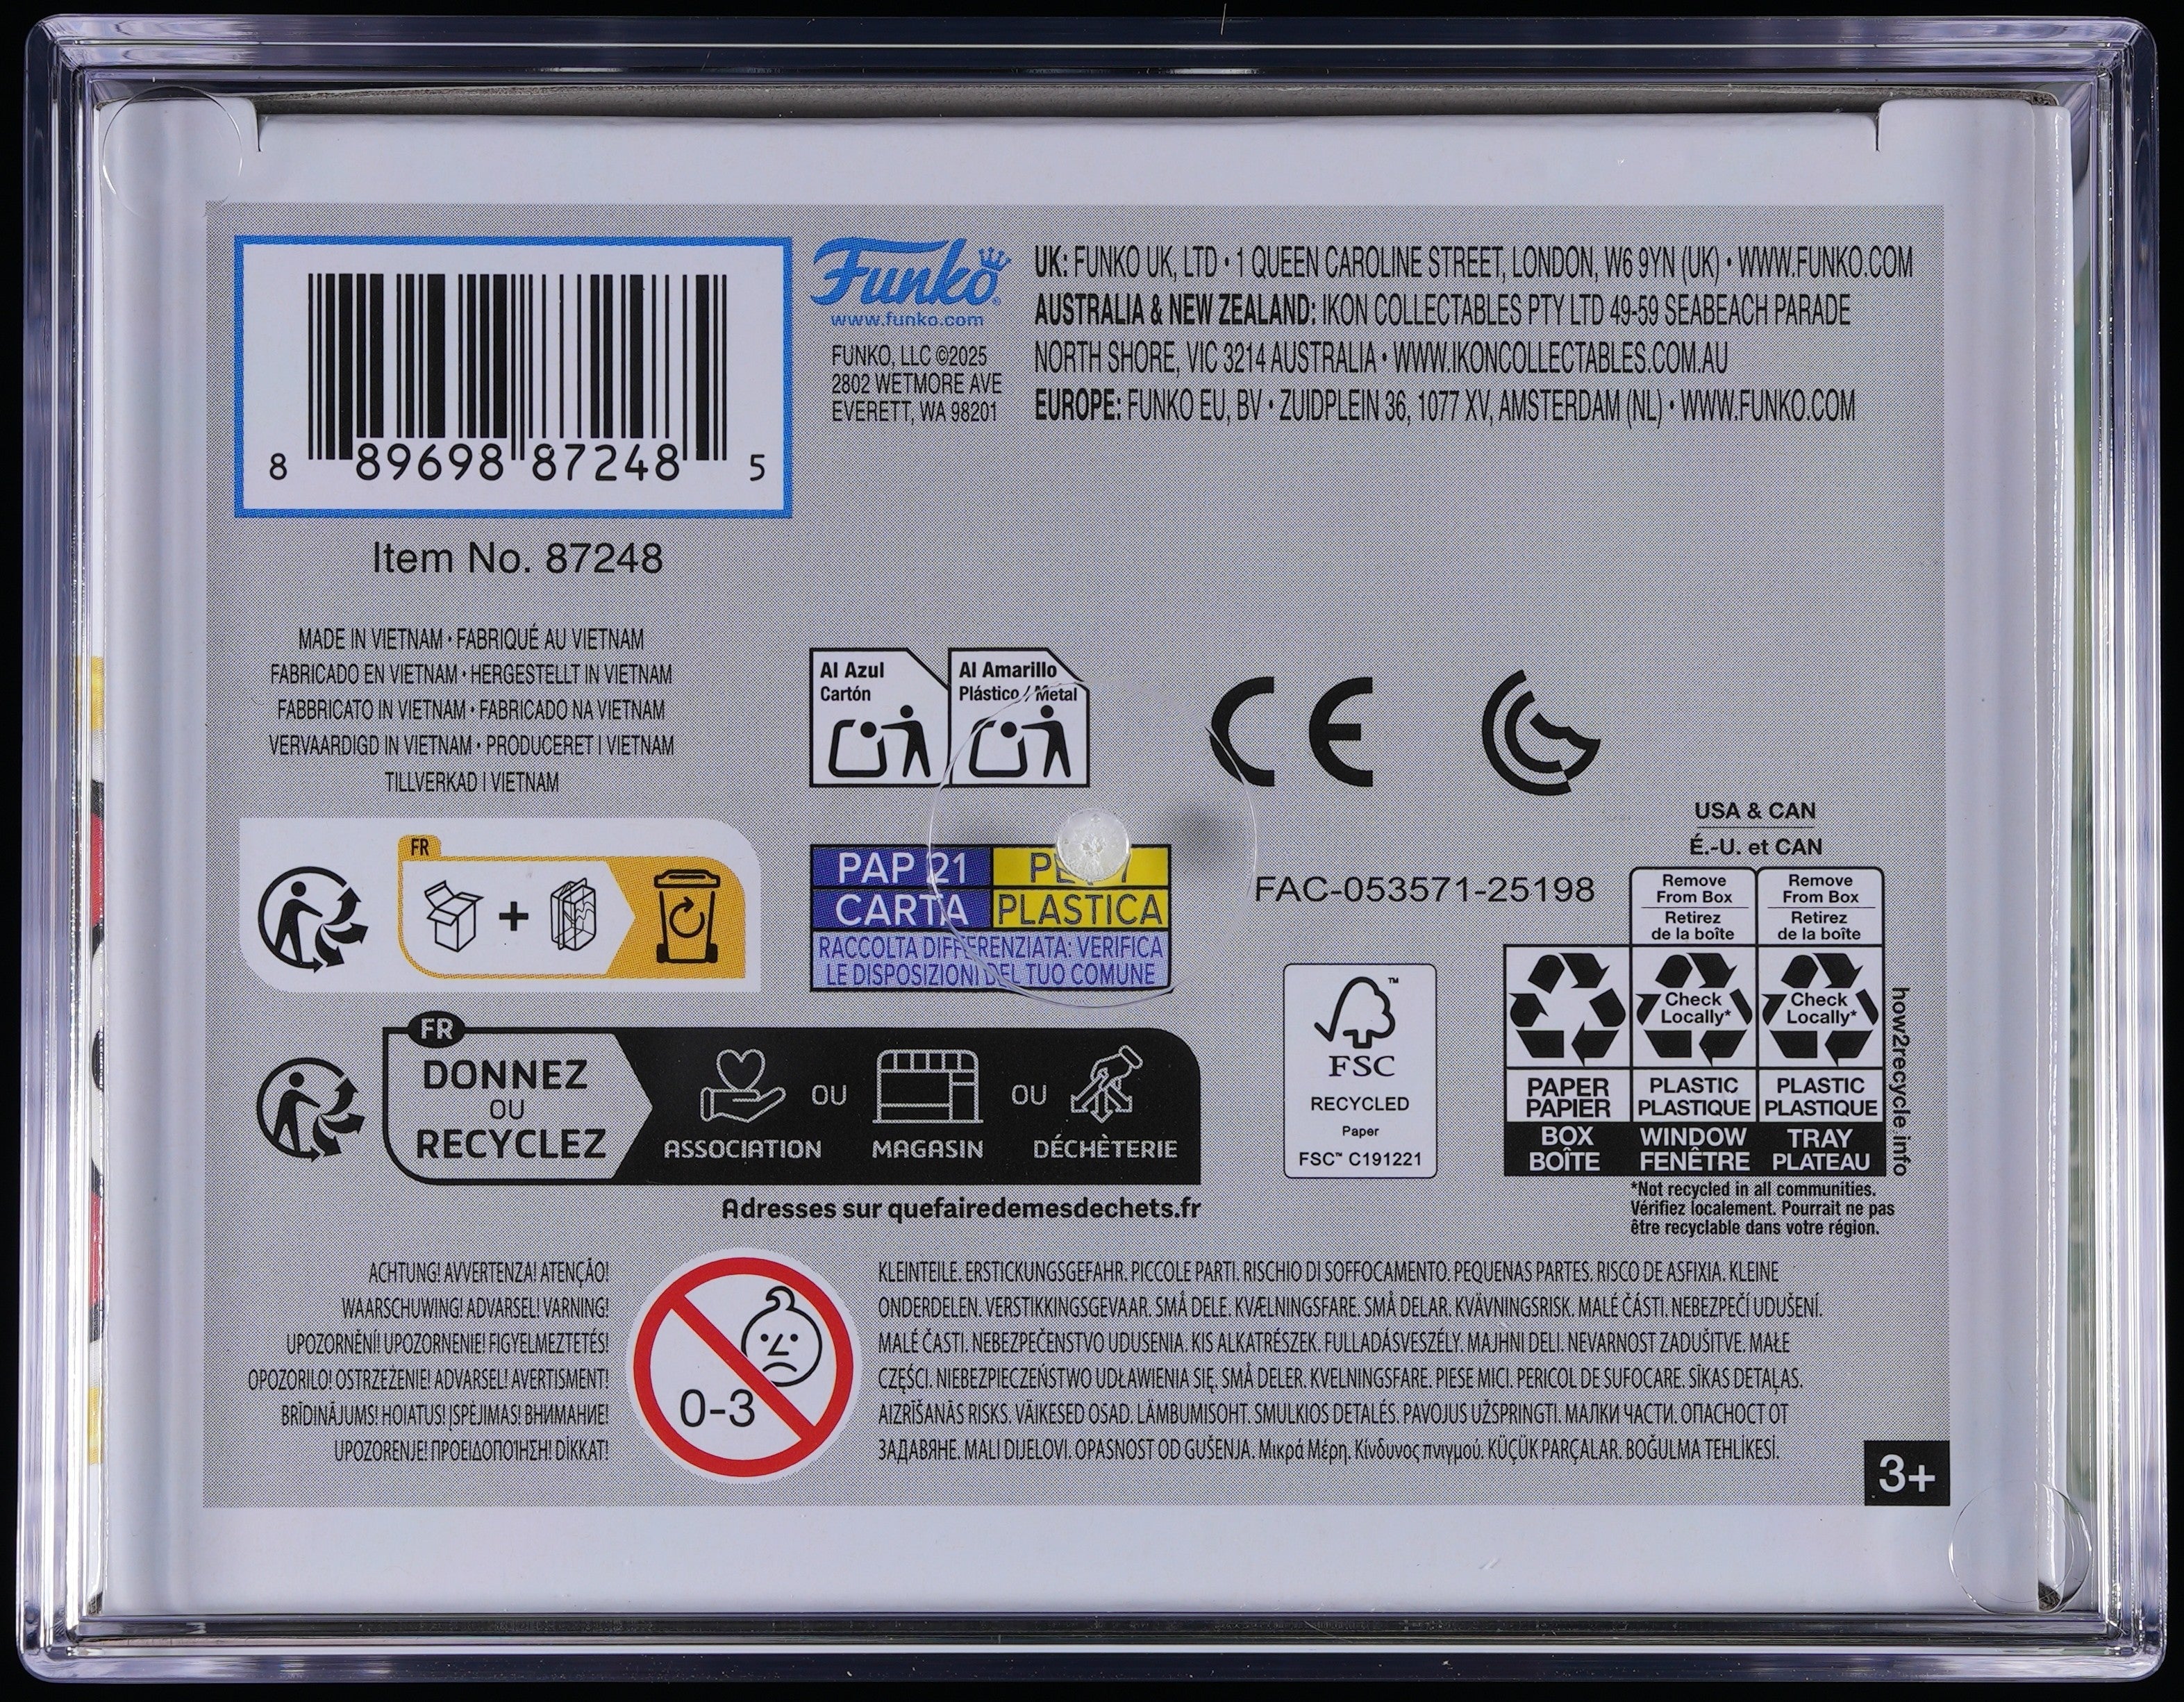 8 89698 87248 5
Item No. 87248
Funko
www.funko.com
FUNKO, LLC ©2025
2802 WETMORE AVE
EVERETT, WA 98201
UK: FUNKO UK, LTD • 1 QUEEN CAROLINE STREET, LONDON, W6 9YN (UK) • WWW.FUNKO.COM
AUSTRALIA & NEW ZEALAND: IKON COLLECTABLES PTY LTD 49-59 SEABEACH PARADE
NORTH SHORE, VIC 3214 AUSTRALIA • WWW.IKONCOLLECTABLES.COM.AU
EUROPE: FUNKO EU, BV • ZUIDPLEIN 36, 1077 XV, AMSTERDAM (NL) • WWW.FUNKO.COM
MADE IN VIETNAM • FABRIQUÉ AU VIETNAM
FABRICADO EN VIETNAM • HERGESTELLT IN VIETNAM
FABBRICATO IN VIETNAM • FABRICADO NA VIETNAM
VERVAARDIGD IN VIETNAM • PRODUCERET I VIETNAM
TILLVERKAD I VIETNAM
Al Azul
Cartón
Al Amarillo
Plástico / Metal
CE
FR
+
PAP 21
CARTA
PLASTICA
RACCOLTA DIFFERENZIATA: VERIFICA
LE DISPOSIZIONI DEL TUO COMUNE
FAC-053571-25198
USA & CAN
É.-U. et CAN
Remove
From Box
Retirez
de la boîte
Remove
From Box
Retirez
de la boîte
Check
Locally*
Check
Locally*
PAPER
PAPIER
PLASTIC
PLASTIQUE
PLASTIC
PLASTIQUE
BOX
BOÎTE
WINDOW
FENÊTRE
TRAY
PLATEAU
how2recycle.info
*Not recycled in all communities.
Vérifiez localement. Pourrait ne pas
être recyclable dans votre région.
FSC™
RECYCLED
Paper
FSC™ C191221
FR
DONNEZ
OU
RECYCLEZ
ASSOCIATION
OU
MAGASIN
OU
DÉCHÈTERIE
Adresses sur quefairedemesdechets.fr
ACHTUNG! AVVERTENZA! ATENÇÃO!
WAARSCHUWING! ADVARSEL! VARNING!
UPOZORNĚNÍ! UPOZORNENIE! FIGYELMEZTETÉS!
OPOZORILO! OSTRZEŻENIE! ADVARSEL! AVERTISMENT!
BRĪDINĀJUMS! HOIATUS! ĮSPĖJIMAS! ВНИМАНИЕ!
UPOZORENJE! ΠΡΟΕΙΔΟΠΟΊΗΣΗ! DİKKAT!
0-3
KLEINTEILE. ERSTICKUNGSGEFAHR. PICCOLE PARTI. RISCHIO DI SOFFOCAMENTO. PEQUENAS PARTES. RISCO DE ASFIXIA. KLEINE
ONDERDELEN. VERSTIKKINGSGEVAAR. SMÅ DELE. KVÆLNINGSFARE. SMÅ DELAR. KVÄVNINGSRISK. MALÉ ČÁSTI. NEBEZPEČÍ UDUŠENÍ.
MALÉ ČASTI. NEBEZPEČENSTVO UDUSENIA. KIS ALKATRÉSZEK. FULLADÁSVESZÉLY. MAJHNI DELI. NEVARNOST ZADUŠITVE. MAŁE
CZĘŚCI. NIEBEZPIECZEŃSTWO UDŁAWIENIA SIĘ. SMÅ DELER. KVELNINGSFARE. PIESE MICI. PERICOL DE SUFOCARE. SĪKAS DETAĻAS.
AIZRĪŠANĀS RISKS. VÄIKESED OSAD. LÄMBUMISOHT. SMULKIOS DETALĖS. PAVOJUS UŽSPRINGTI. МАЛКИ ЧАСТИ. ОПАСНОСТ ОТ
ЗАДАВЯНЕ. MALI DIJELOVI. OPASNOST OD GUŠENJA. Μικρά Μέρη. Κίνδυνος πνιγμού. KÜÇÜK PARÇALAR. BOĞULMA TEHLİKESİ.
3+